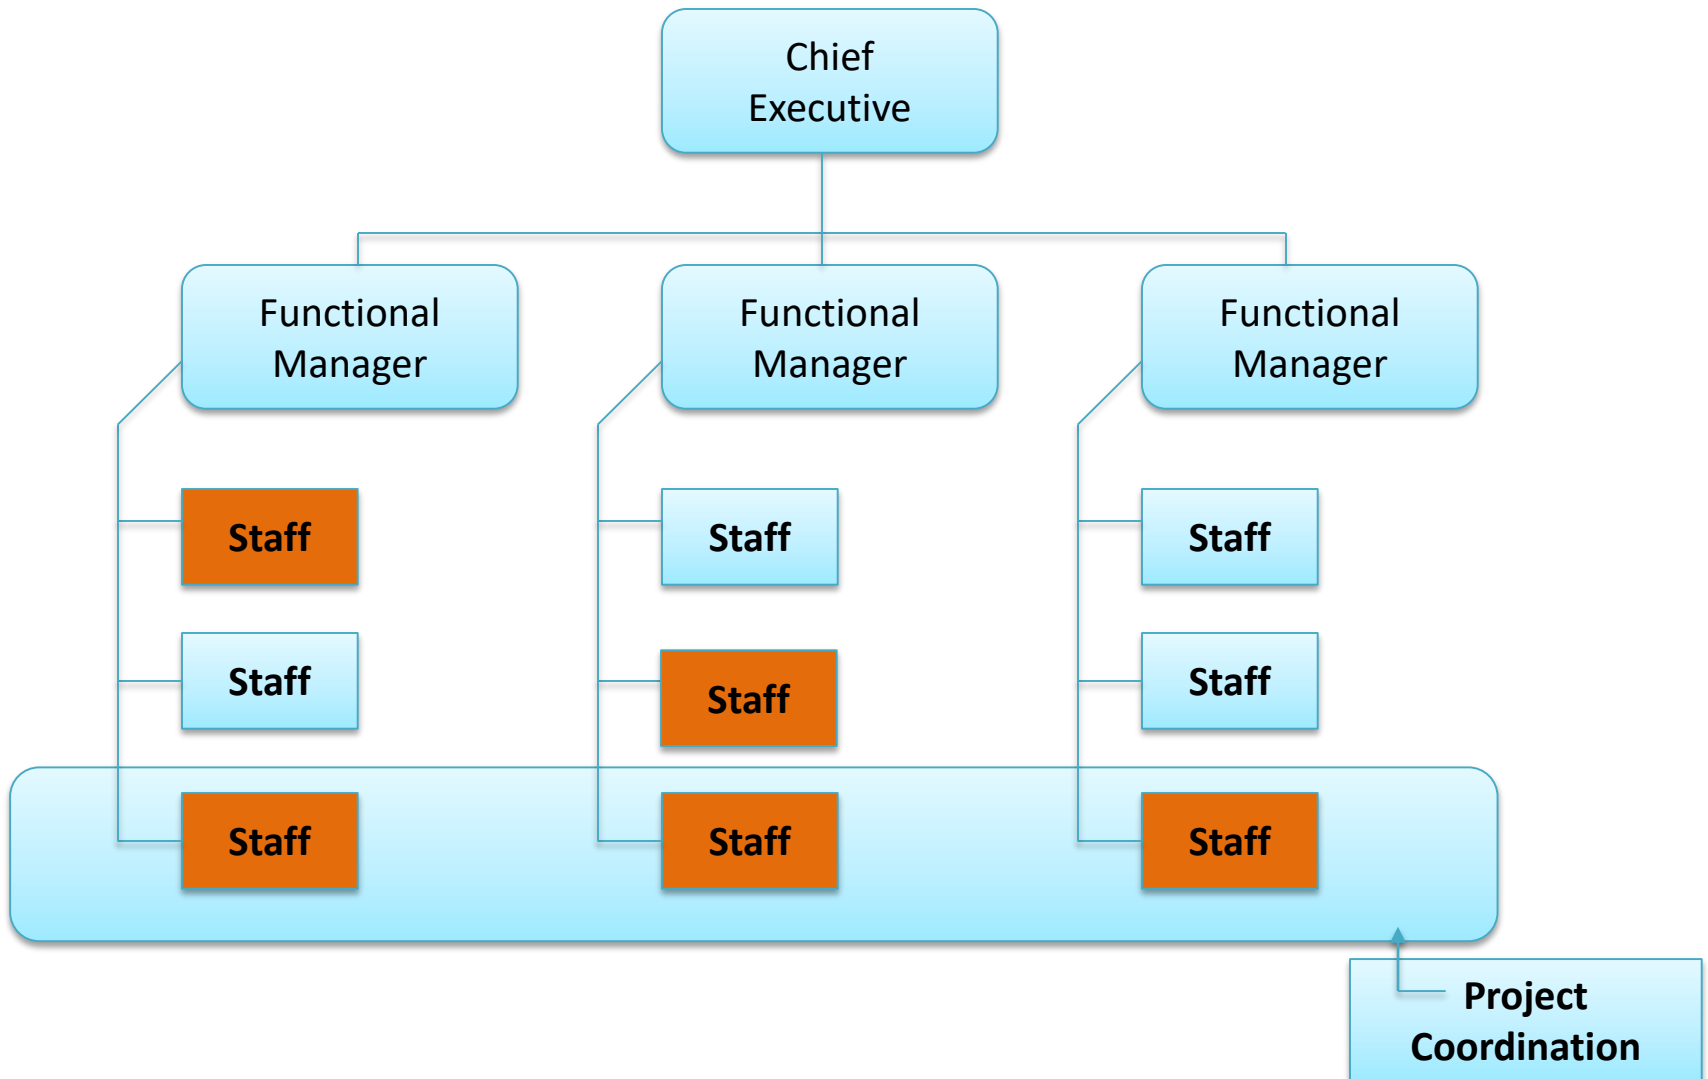 Chief
Executive
Functional
Manager
Functional
Manager
Functional
Manager
Staff
Staff
Staff
Staff
Staff
Staff
Staff
Staff
Staff
Project
Coordination